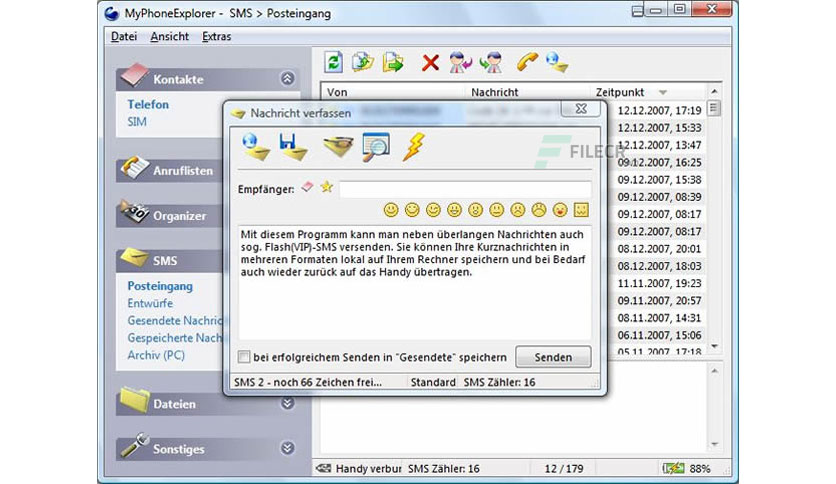 MyPhoneExplorer - SMS > Posteingang
Datei Ansicht Extras
Kontakte
Telefon
SIM
Anruflisten
Organizer
SMS
Posteingang
Entwürfe
Gesendete Nachric
Gespeicherte Nach
Archiv (PC)
Dateien
Sonstiges
Von Nachricht Zeitpunkt
12.12.2007, 17:19
12.12.2007, 15:33
12.12.2007, 13:47
09.12.2007, 16:25
09.12.2007, 15:38
09.12.2007, 08:39
09.12.2007, 08:17
09.12.2007, 08:17
08.12.2007, 20:01
08.12.2007, 18:03
11.11.2007, 19:23
09.11.2007, 20:57
08.11.2007, 14:31
06.11.2007, 15:06
05.11.2007, 17:18
FILECR
Nachricht verfassen
Empfänger:
Mit diesem Programm kann man neben überlangen Nachrichten auch
sog. Flash(VIP)-SMS versenden. Sie können Ihre Kurznachrichten in
mehreren Formaten lokal auf Ihrem Rechner speichern und bei Bedarf
auch wieder zurück auf das Handy übertragen.
bei erfolgreichem Senden in "Gesendete" speichern Senden
SMS 2 - noch 66 Zeichen frei... Standard SMS Zähler: 16
Handy verbur SMS Zähler: 16 12 / 179 88%